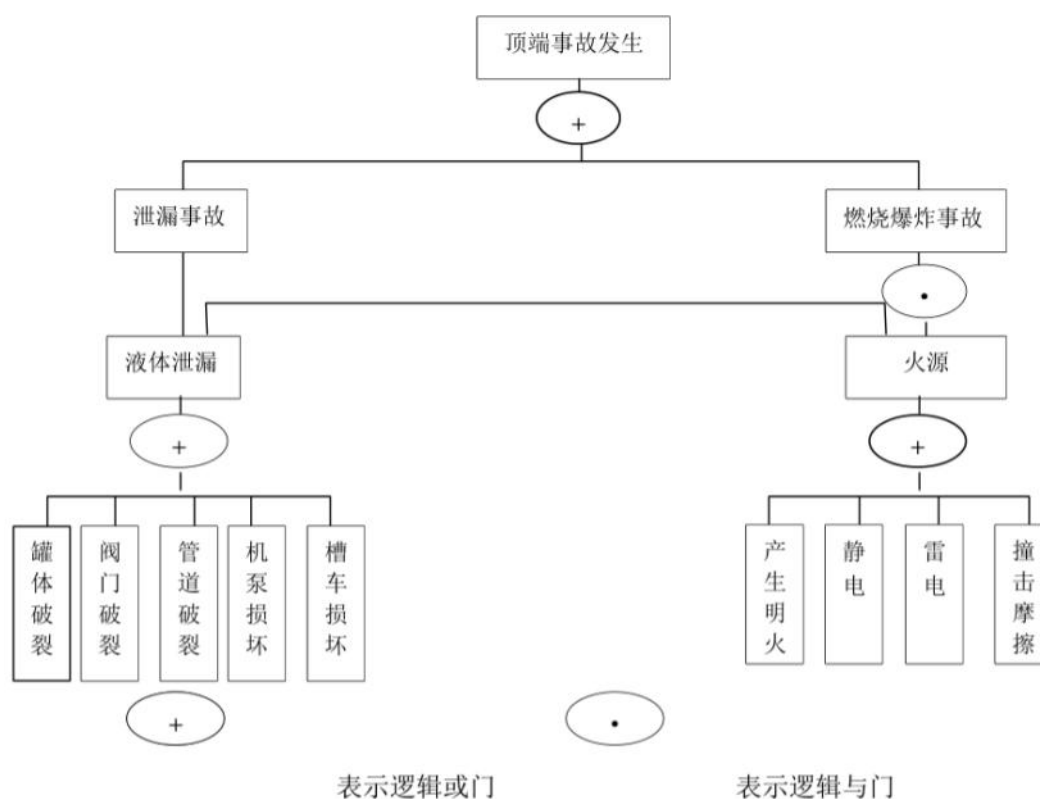 顶端事故发生
+
泄漏事故
燃烧爆炸事故
•
液体泄漏
火源
+
+
罐体破裂
阀门破裂
管道破裂
机泵损坏
槽车损坏
产生明火
静电
雷电
撞击摩擦
+
•
表示逻辑或门
表示逻辑与门